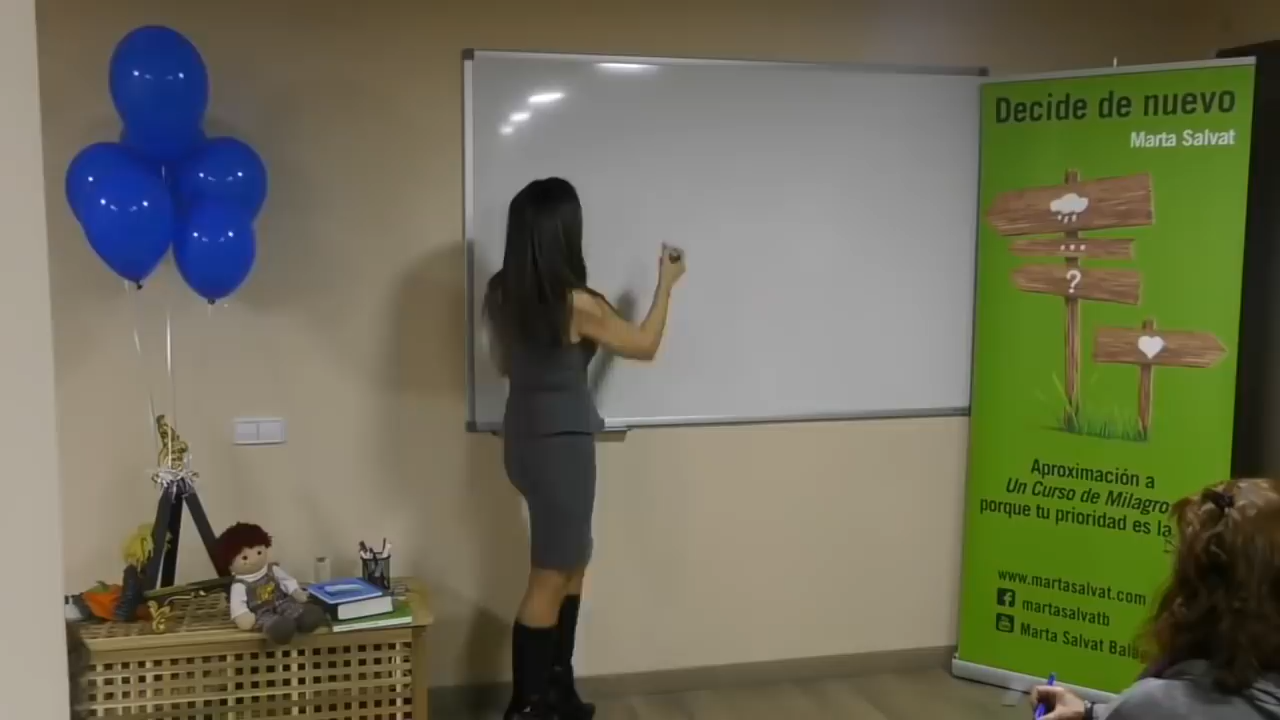 Decide de nuevo
Marta Salvat
...
?
Aproximación a
Un Curso de Milagro
porque tu prioridad es la
www.martasalvat.com
martasalvatb
Marta Salvat